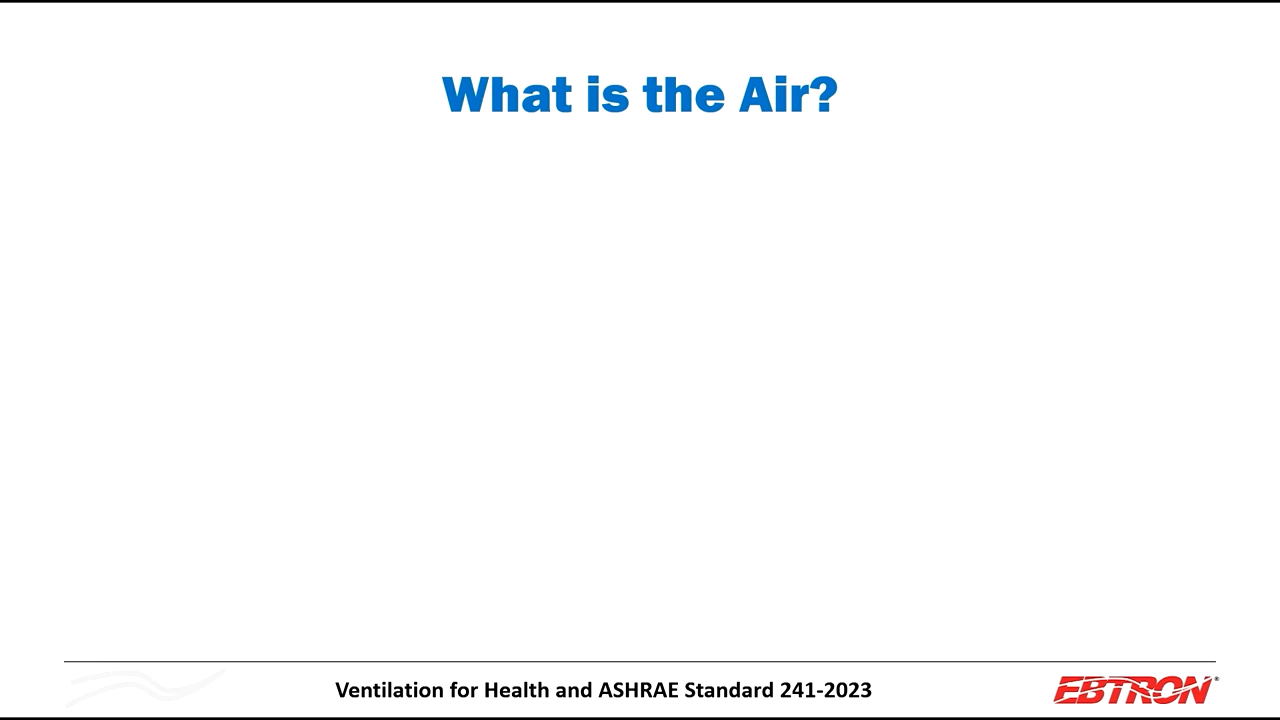 What is the Air?
Ventilation for Health and ASHRAE Standard 241-2023
EBTRON®